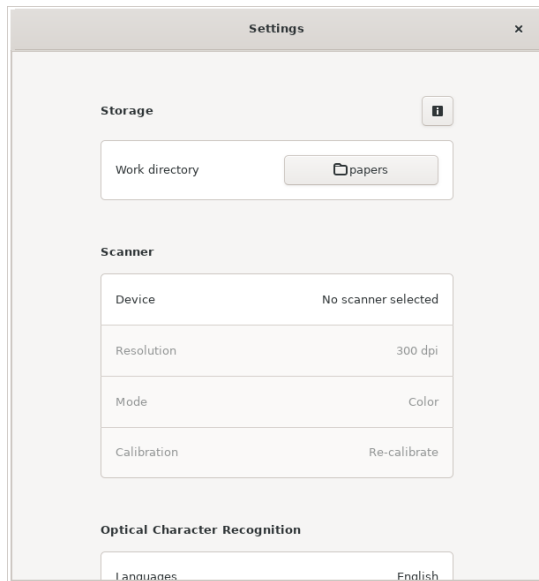 Settings
Storage
Work directory papers
Scanner
Device No scanner selected
Resolution 300 dpi
Mode Color
Calibration Re-calibrate
Optical Character Recognition
Languages English